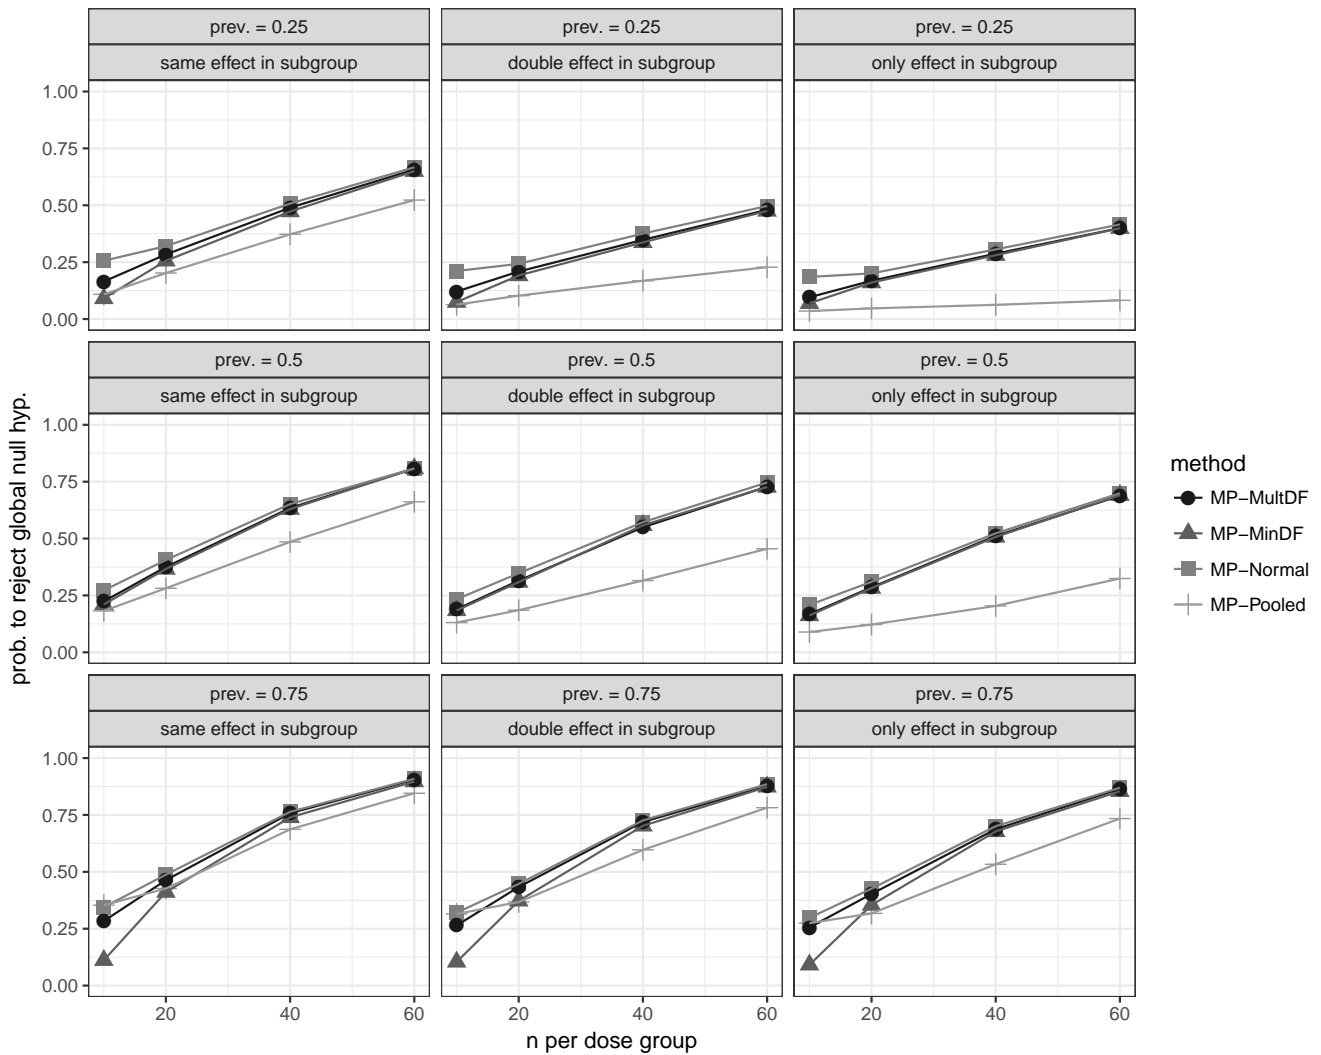 prev. = 0.25
prev. = 0.25
prev. = 0.25
same effect in subgroup
double effect in subgroup
only effect in subgroup
1.00
0.75
0.50
0.25
0.00
prev. = 0.5
prev. = 0.5
prev. = 0.5
same effect in subgroup
double effect in subgroup
only effect in subgroup
1.00
0.75
0.50
0.25
0.00
prev. = 0.75
prev. = 0.75
prev. = 0.75
same effect in subgroup
double effect in subgroup
only effect in subgroup
1.00
0.75
0.50
0.25
0.00
20
40
60
20
40
60
20
40
60
n per dose group
prob. to reject global null hyp.
method
MP−MultDF
MP−MinDF
MP−Normal
MP−Pooled